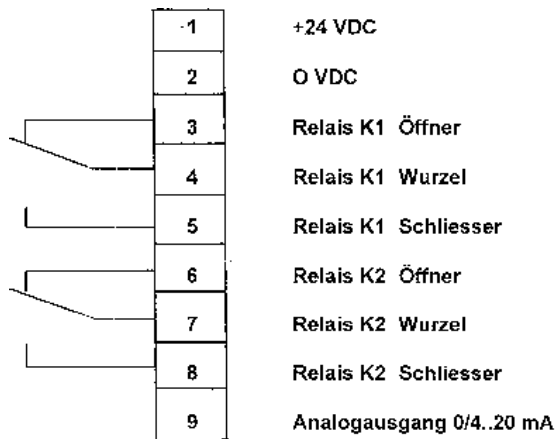 1 +24 VDC
2 O VDC
3 Relais K1 Öffner
4 Relais K1 Wurzel
5 Relais K1 Schliesser
6 Relais K2 Öffner
7 Relais K2 Wurzel
8 Relais K2 Schliesser
9 Analogausgang 0/4..20 mA